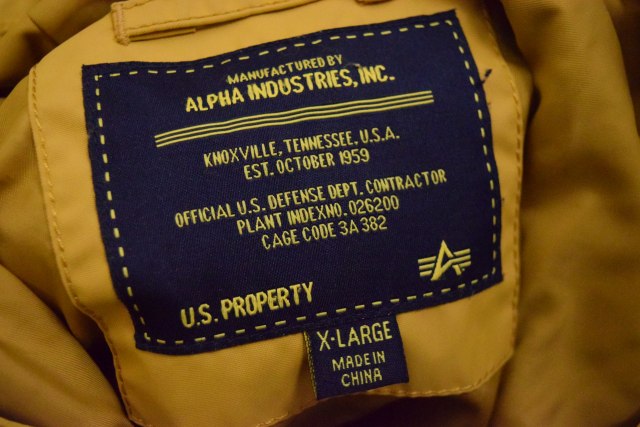 MANUFACTURED BY
ALPHA INDUSTRIES, INC.
KNOXVILLE, TENNESSEE, U.S.A.
EST. OCTOBER 1959
OFFICIAL U.S. DEFENSE DEPT. CONTRACTOR
PLANT INDEXNO. 026200
CAGE CODE 3A 382
U.S. PROPERTY
X-LARGE
MADE IN
CHINA